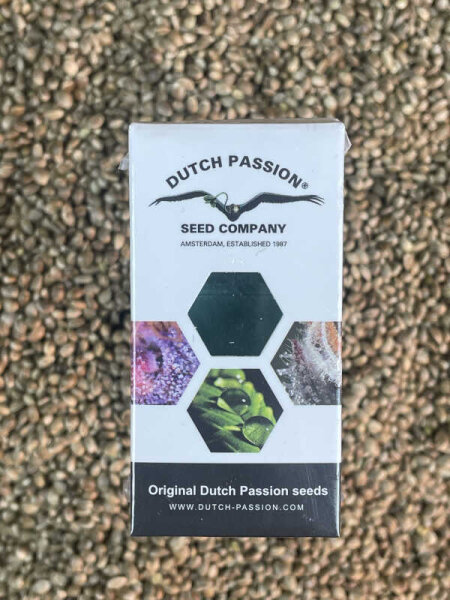 DUTCH PASSION®
SEED COMPANY
AMSTERDAM, ESTABLISHED 1987
Original Dutch Passion seeds
WWW.DUTCH-PASSION.COM